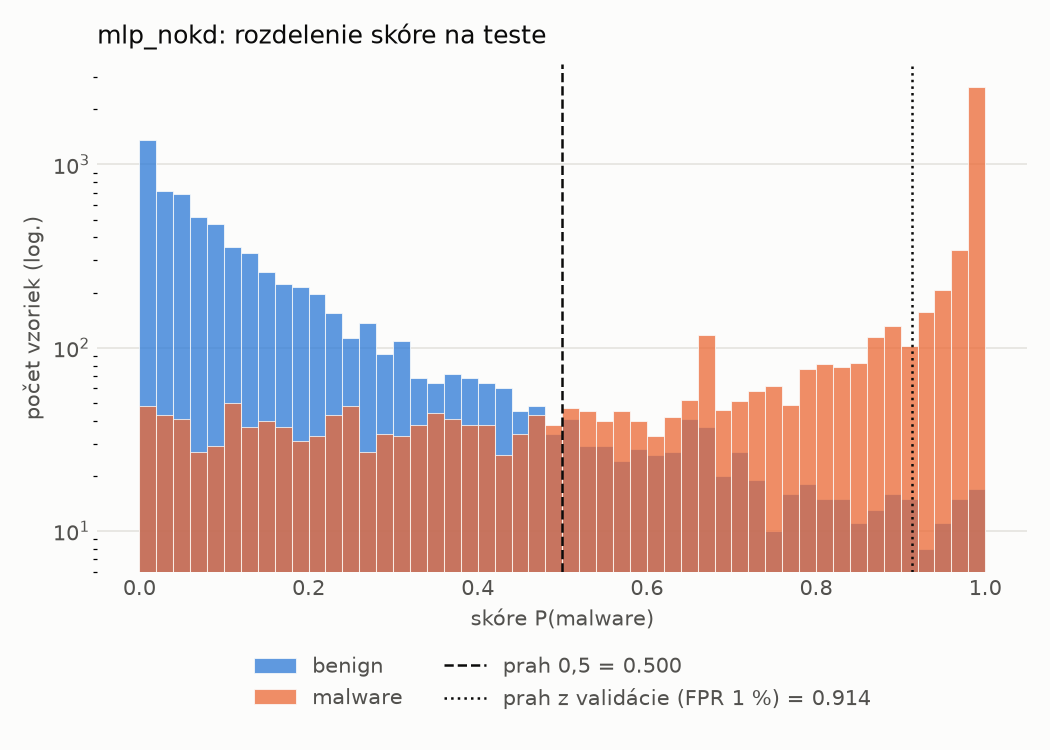 mlp_nokd: rozdelenie skóre na teste
počet vzoriek (log.)
10³
10²
10¹
0.0 0.2 0.4 0.6 0.8 1.0
skóre P(malware)
benign
malware
prah 0,5 = 0.500
prah z validácie (FPR 1 %) = 0.914